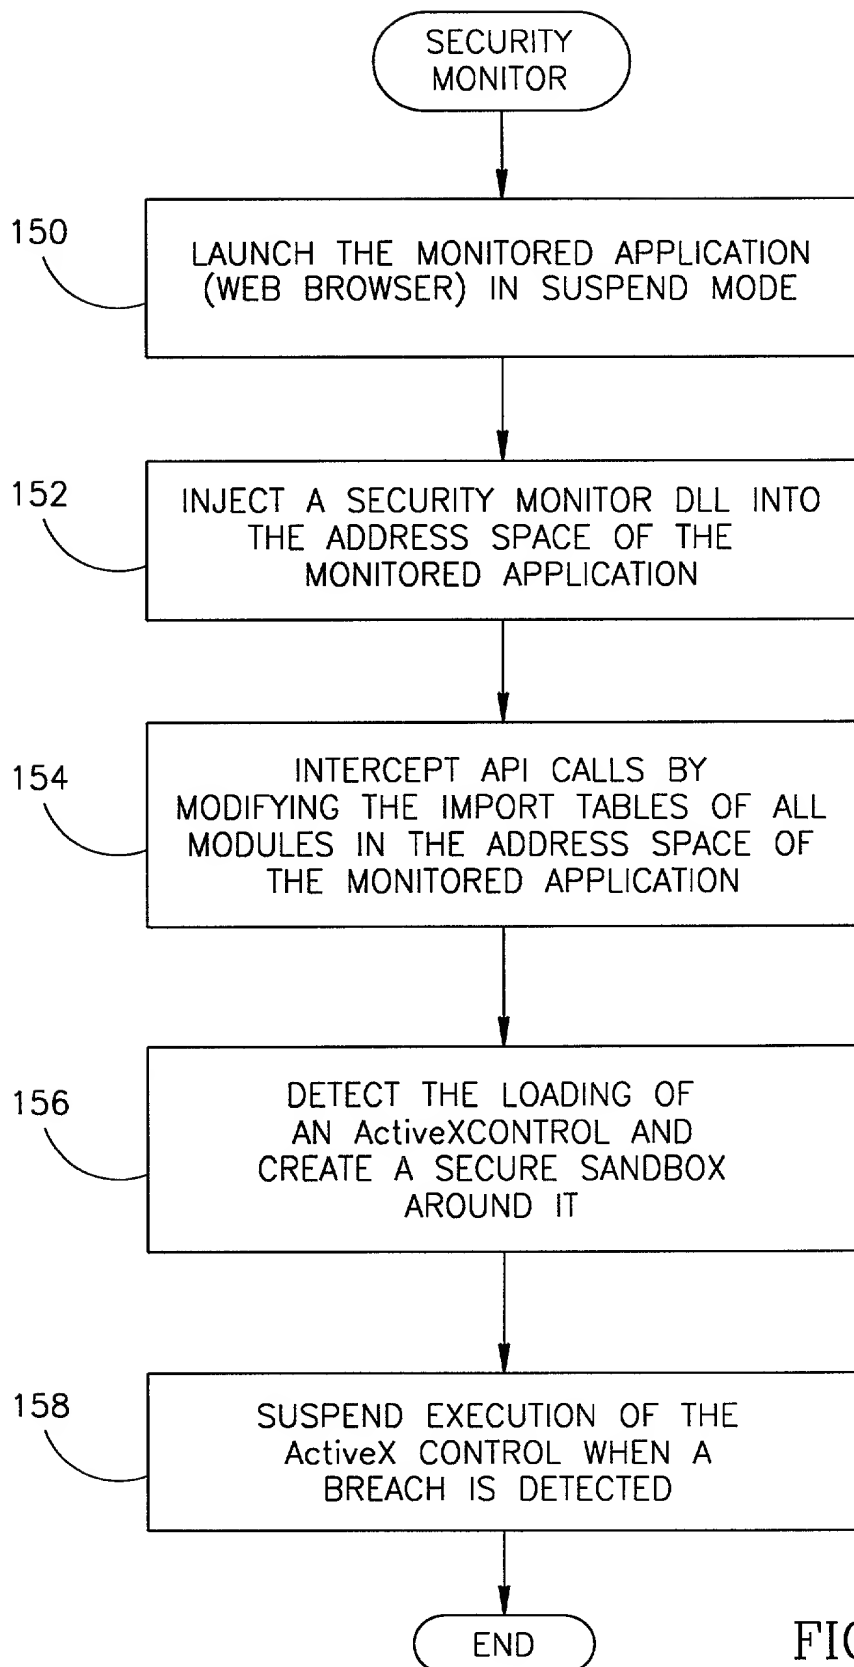 SECURITY
MONITOR
150
LAUNCH THE MONITORED APPLICATION
(WEB BROWSER) IN SUSPEND MODE
152
INJECT A SECURITY MONITOR DLL INTO
THE ADDRESS SPACE OF THE
MONITORED APPLICATION
154
INTERCEPT API CALLS BY
MODIFYING THE IMPORT TABLES OF ALL
MODULES IN THE ADDRESS SPACE OF
THE MONITORED APPLICATION
156
DETECT THE LOADING OF
AN ActiveXCONTROL AND
CREATE A SECURE SANDBOX
AROUND IT
158
SUSPEND EXECUTION OF THE
ActiveX CONTROL WHEN A
BREACH IS DETECTED
END